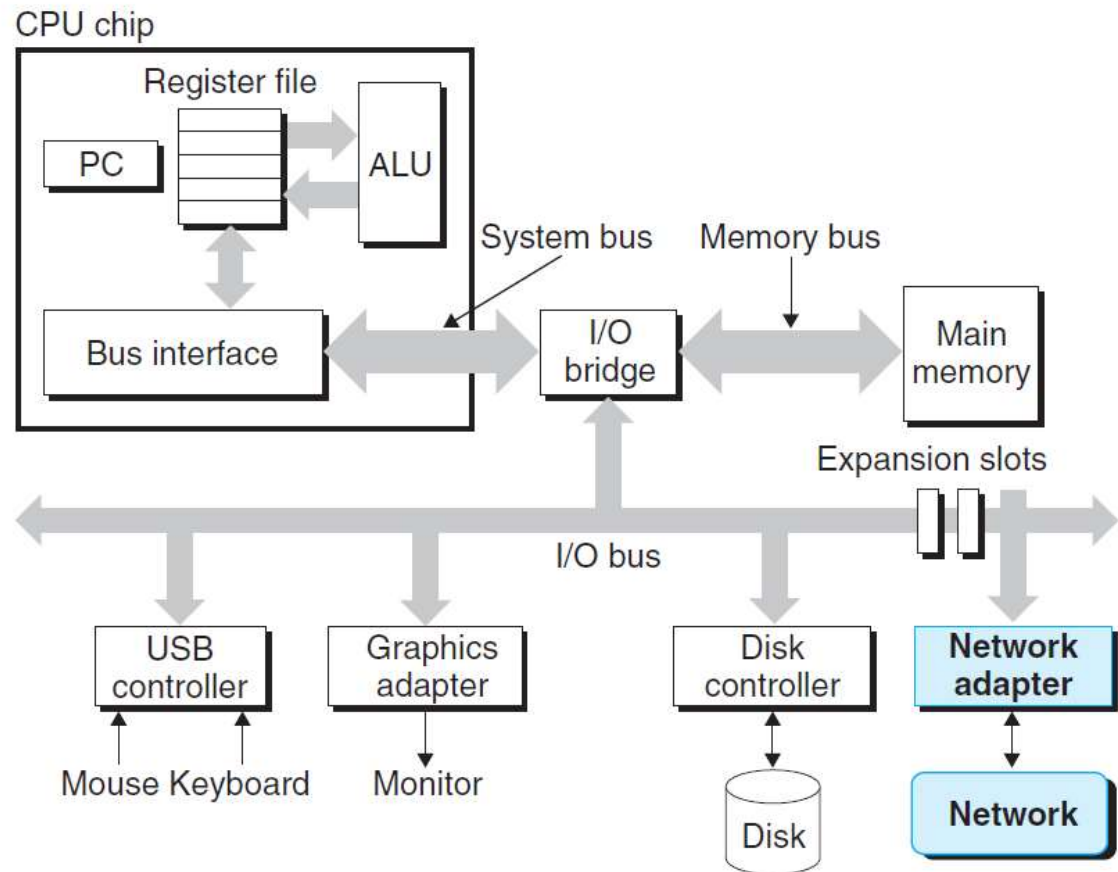 CPU chip
Register file
PC
ALU
System bus
Memory bus
Bus interface
I/O
bridge
Main
memory
Expansion slots
I/O bus
USB
controller
Graphics
adapter
Disk
controller
Network
adapter
Mouse Keyboard
Monitor
Disk
Network